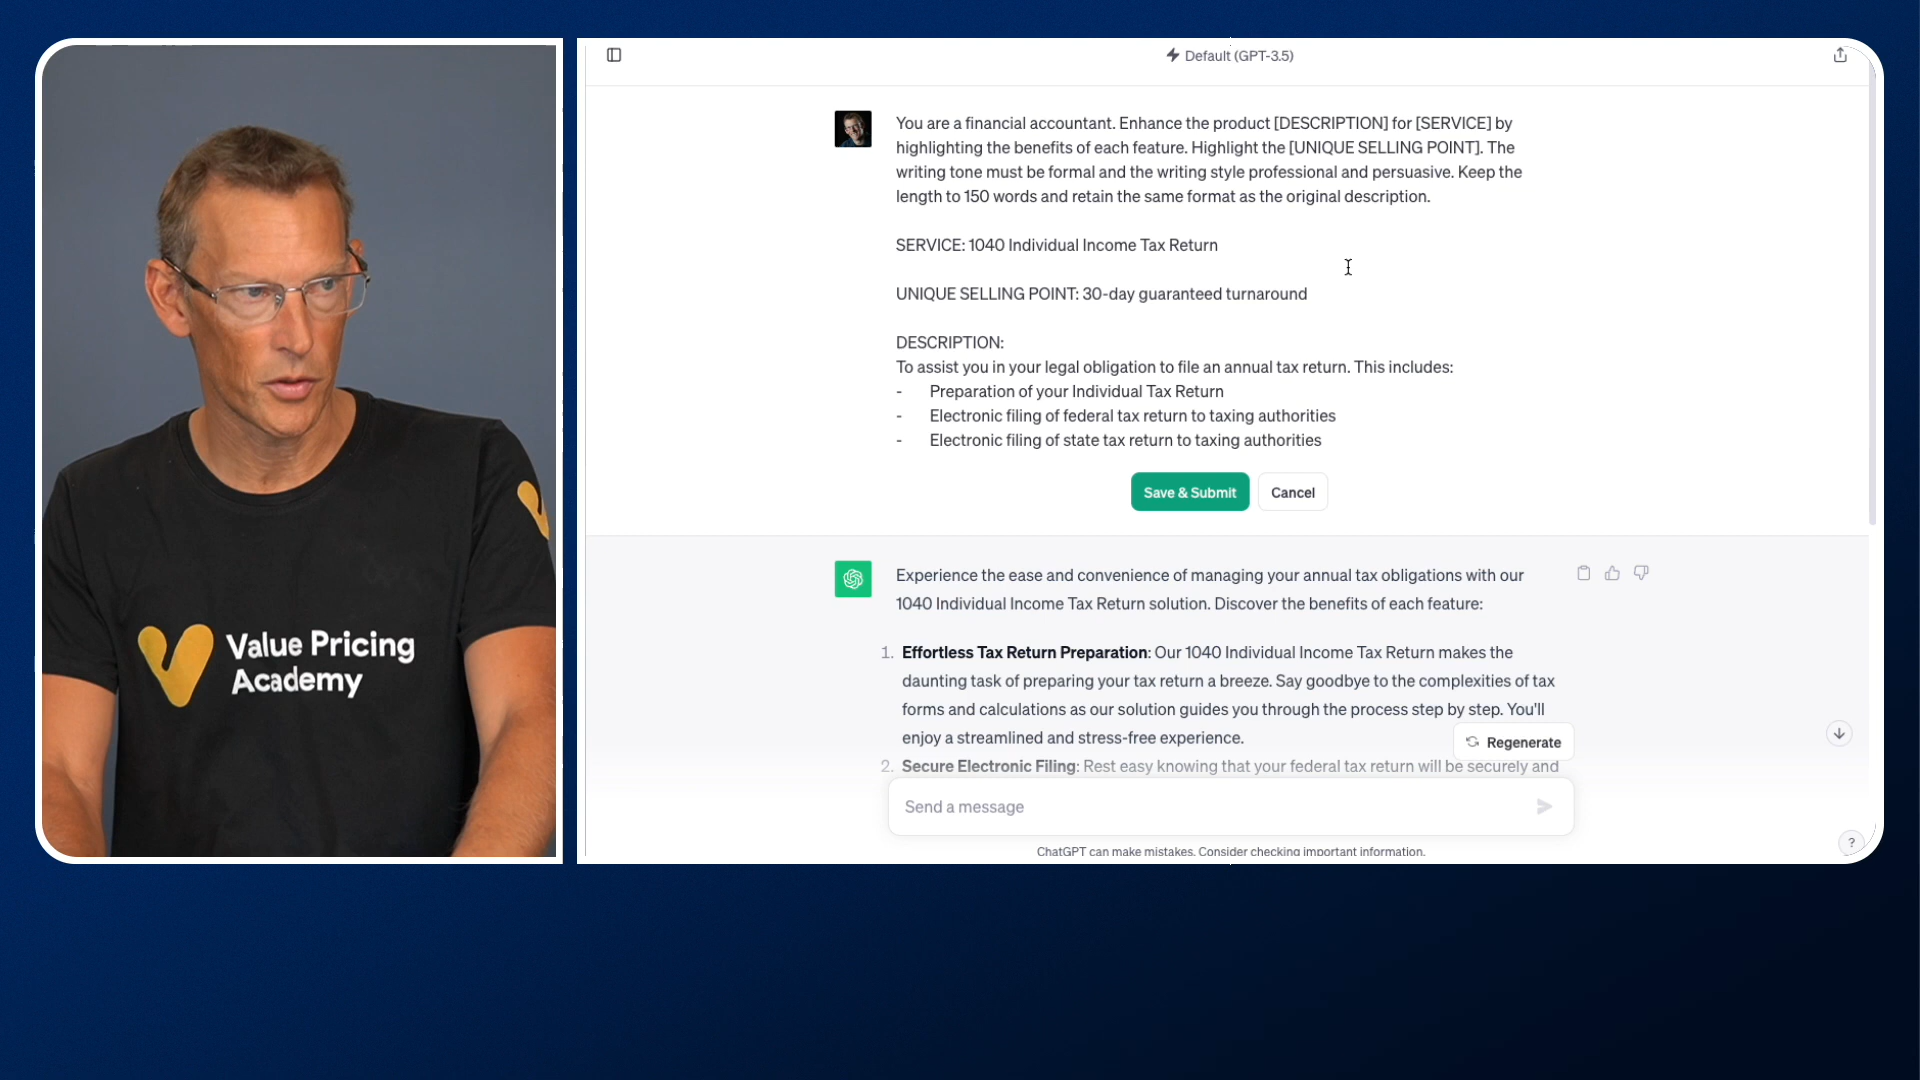 Value Pricing
Academy
Default (GPT-3.5)
You are a financial accountant. Enhance the product [DESCRIPTION] for [SERVICE] by
highlighting the benefits of each feature. Highlight the [UNIQUE SELLING POINT]. The
writing tone must be formal and the writing style professional and persuasive. Keep the
length to 150 words and retain the same format as the original description.
SERVICE: 1040 Individual Income Tax Return
UNIQUE SELLING POINT: 30-day guaranteed turnaround
DESCRIPTION:
To assist you in your legal obligation to file an annual tax return. This includes:
- Preparation of your Individual Tax Return
- Electronic filing of federal tax return to taxing authorities
- Electronic filing of state tax return to taxing authorities
Save & Submit Cancel
Experience the ease and convenience of managing your annual tax obligations with our
1040 Individual Income Tax Return solution. Discover the benefits of each feature:
1. Effortless Tax Return Preparation: Our 1040 Individual Income Tax Return makes the
daunting task of preparing your tax return a breeze. Say goodbye to the complexities of tax
forms and calculations as our solution guides you through the process step by step. You'll
enjoy a streamlined and stress-free experience.
Regenerate
2. Secure Electronic Filing: Rest easy knowing that your federal tax return will be securely and
Send a message
ChatGPT can make mistakes. Consider checking important information.
?